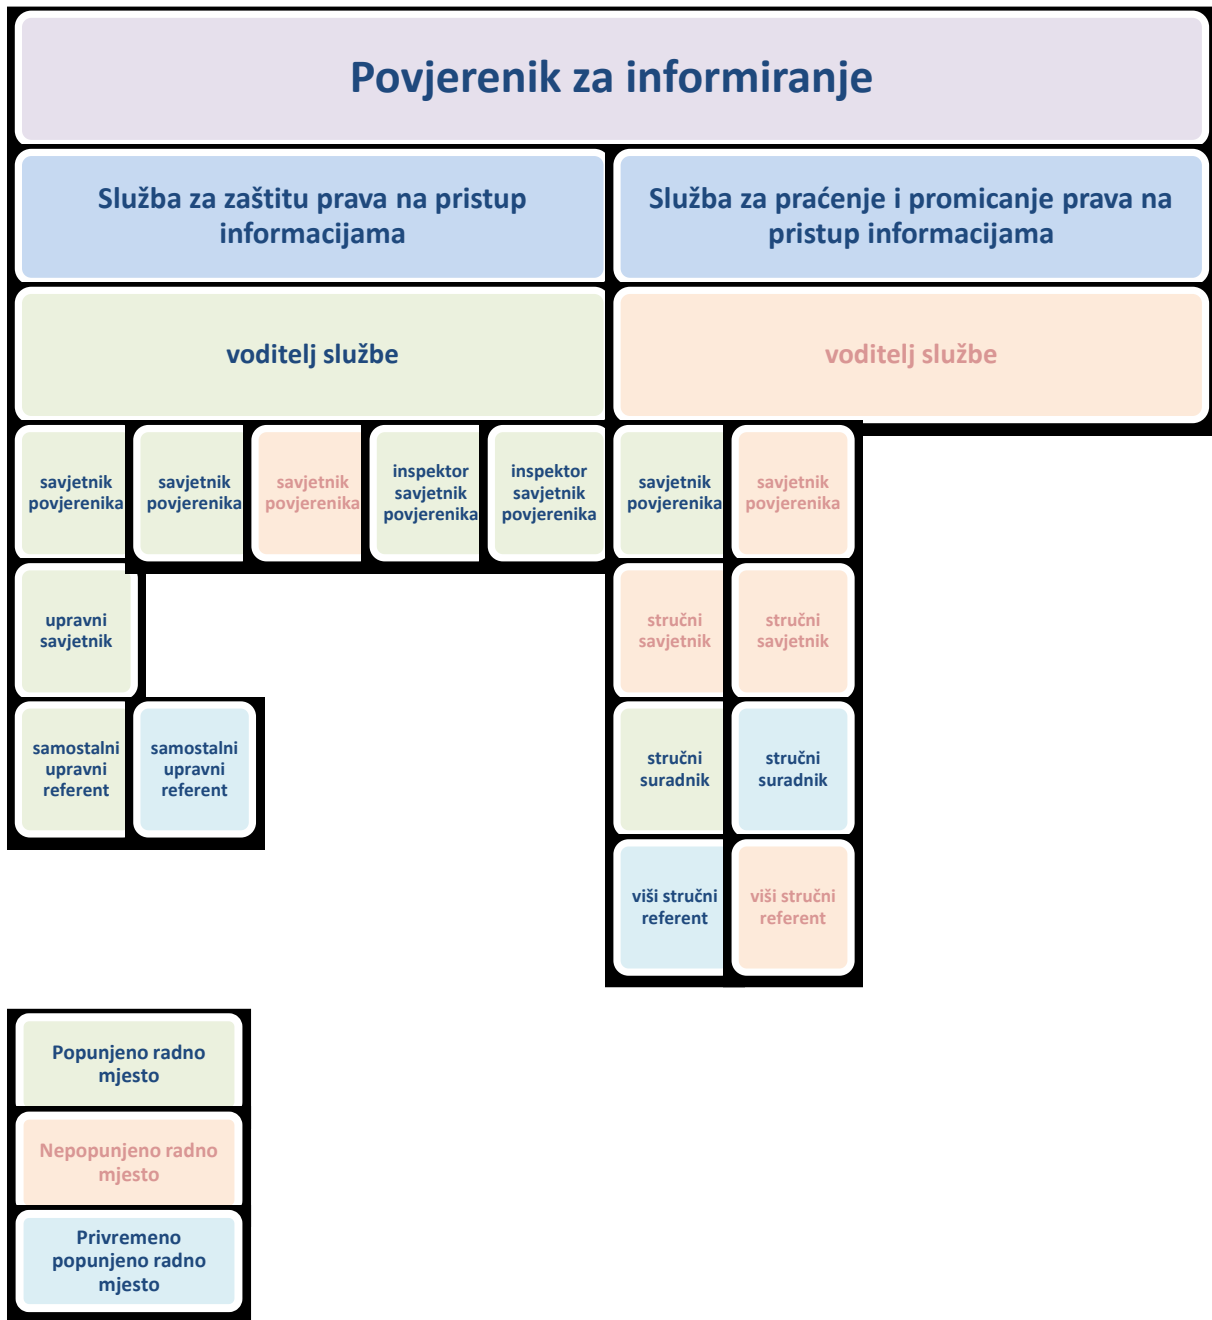 Povjerenik za informiranje
Služba za zaštitu prava na pristup
informacijama
Služba za praćenje i promicanje prava na
pristup informacijama
voditelj službe
voditelj službe
savjetnik
povjerenika
savjetnik
povjerenika
savjetnik
povjerenika
inspektor
savjetnik
povjerenika
inspektor
savjetnik
povjerenika
savjetnik
povjerenika
savjetnik
povjerenika
upravni
savjetnik
stručni
savjetnik
stručni
savjetnik
samostalni
upravni
referent
samostalni
upravni
referent
stručni
suradnik
stručni
suradnik
viši stručni
referent
viši stručni
referent
Popunjeno radno
mjesto
Nepopunjeno radno
mjesto
Privremeno
popunjeno radno
mjesto